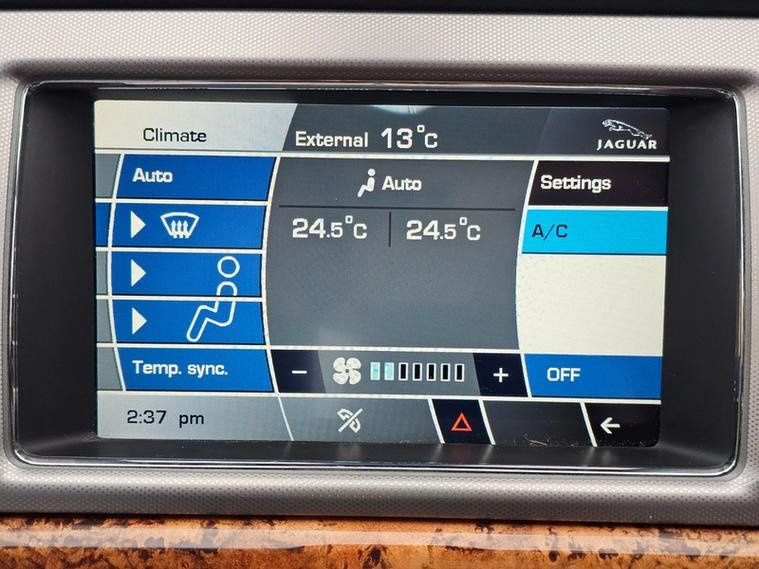 Climate
External 13°C
JAGUAR
Auto
Auto
Settings
24.5°C
24.5°C
A/C
Temp. sync.
− +
OFF
2:37 pm